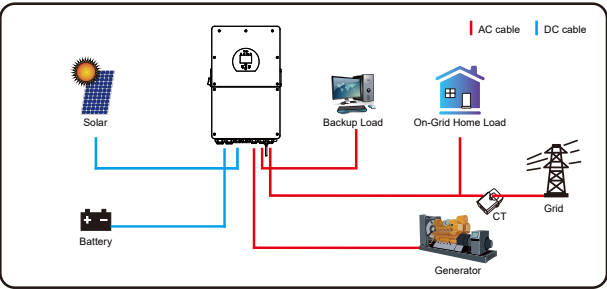 AC cable
DC cable
Solar
Backup Load
On-Grid Home Load
CT
Grid
Battery
Generator